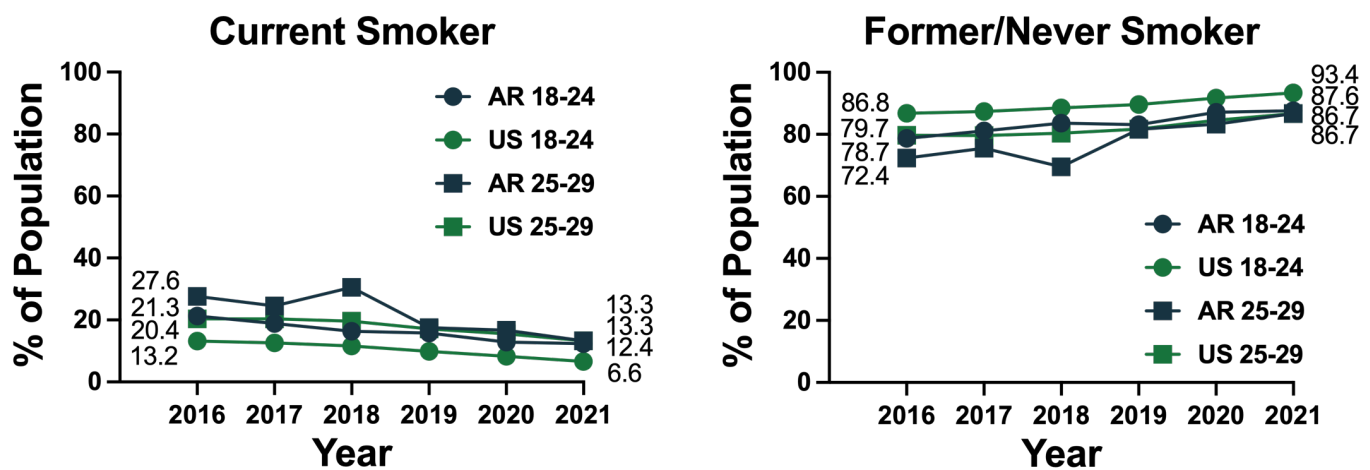 Current Smoker
% of Population
100
80
60
40
20
0
AR 18-24
US 18-24
AR 25-29
US 25-29
27.6
21.3
20.4
13.2
13.3
13.3
12.4
6.6
2016 2017 2018 2019 2020 2021
Year
Former/Never Smoker
% of Population
100
80
60
40
20
0
86.8
79.7
78.7
72.4
93.4
87.6
86.7
86.7
AR 18-24
US 18-24
AR 25-29
US 25-29
2016 2017 2018 2019 2020 2021
Year